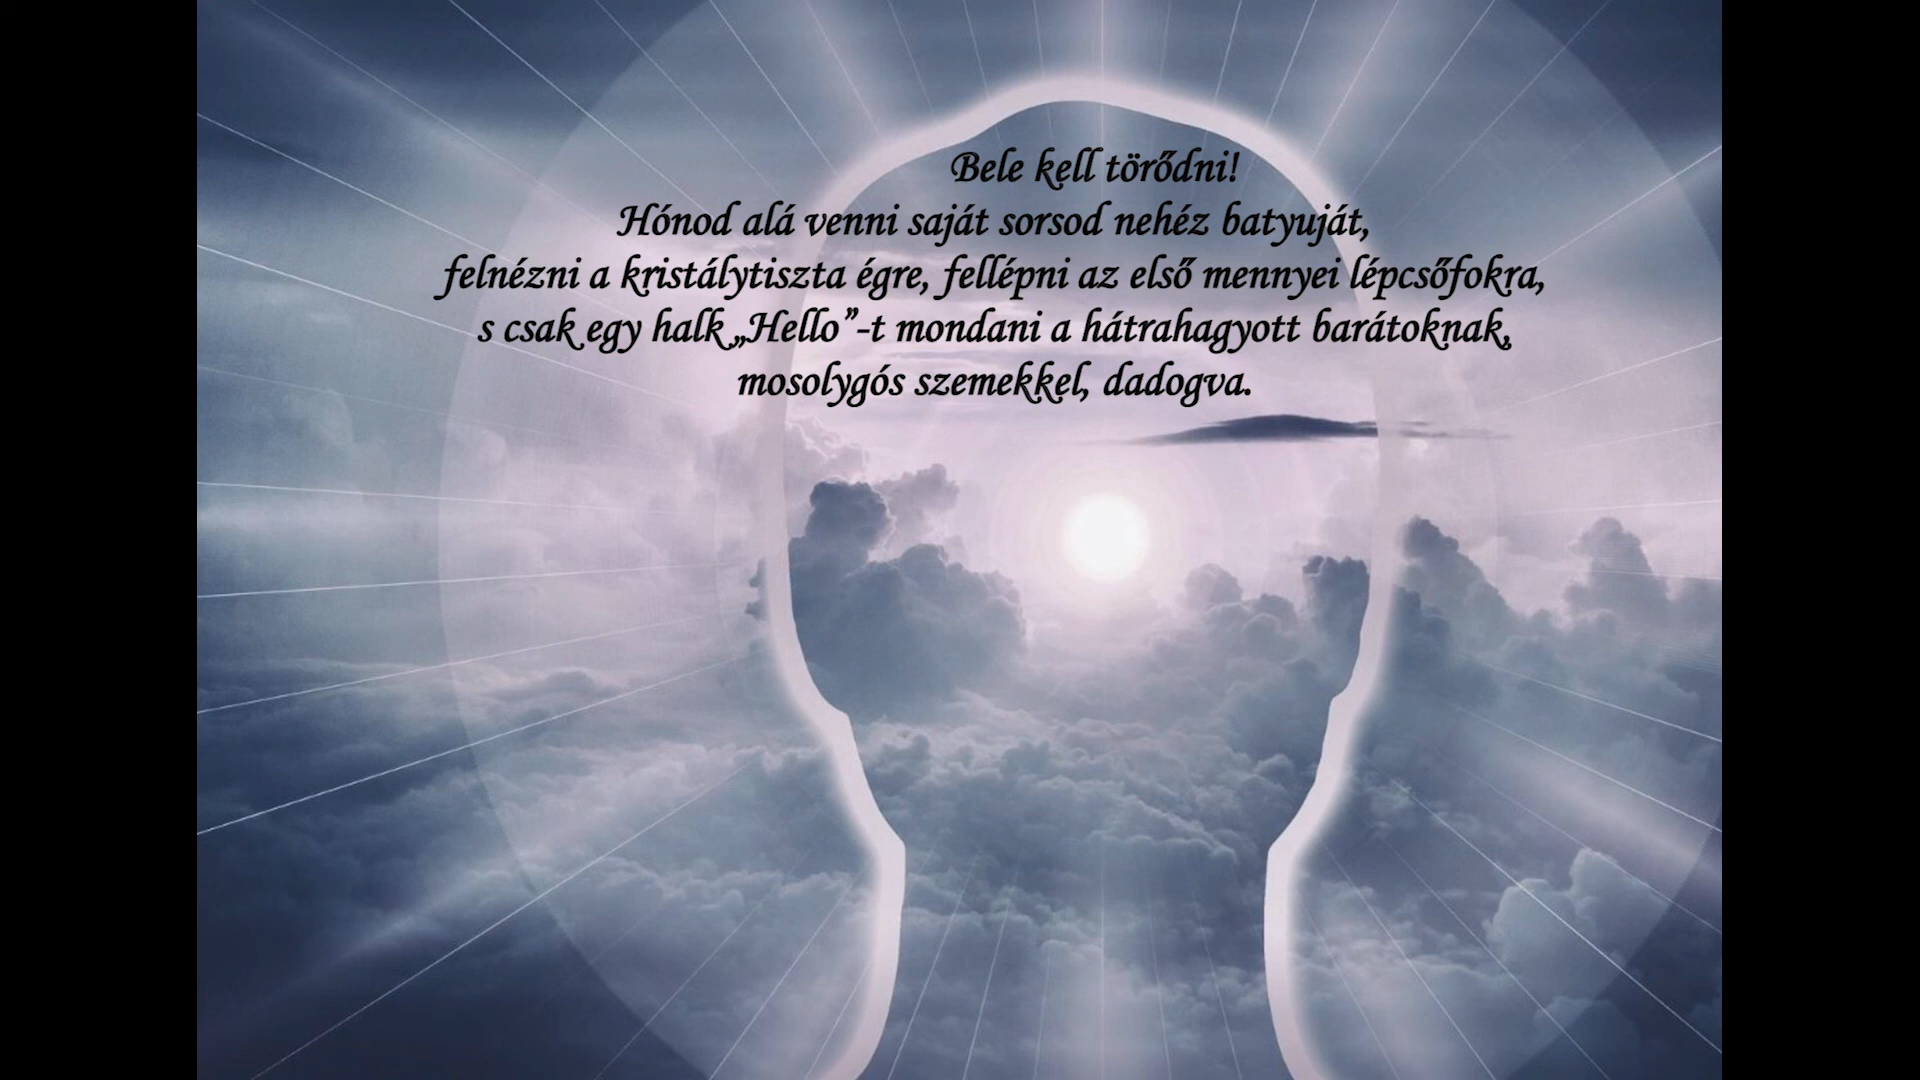 Bele kell törődni!
Hónod alá venni saját sorsod nehéz batyuját,
felnézni a kristálytiszta égre, fellépni az első mennyei lépcsőfokra,
s csak egy halk „Hello”-t mondani a hátrahagyott barátoknak,
mosolygós szemekkel, dadogva.